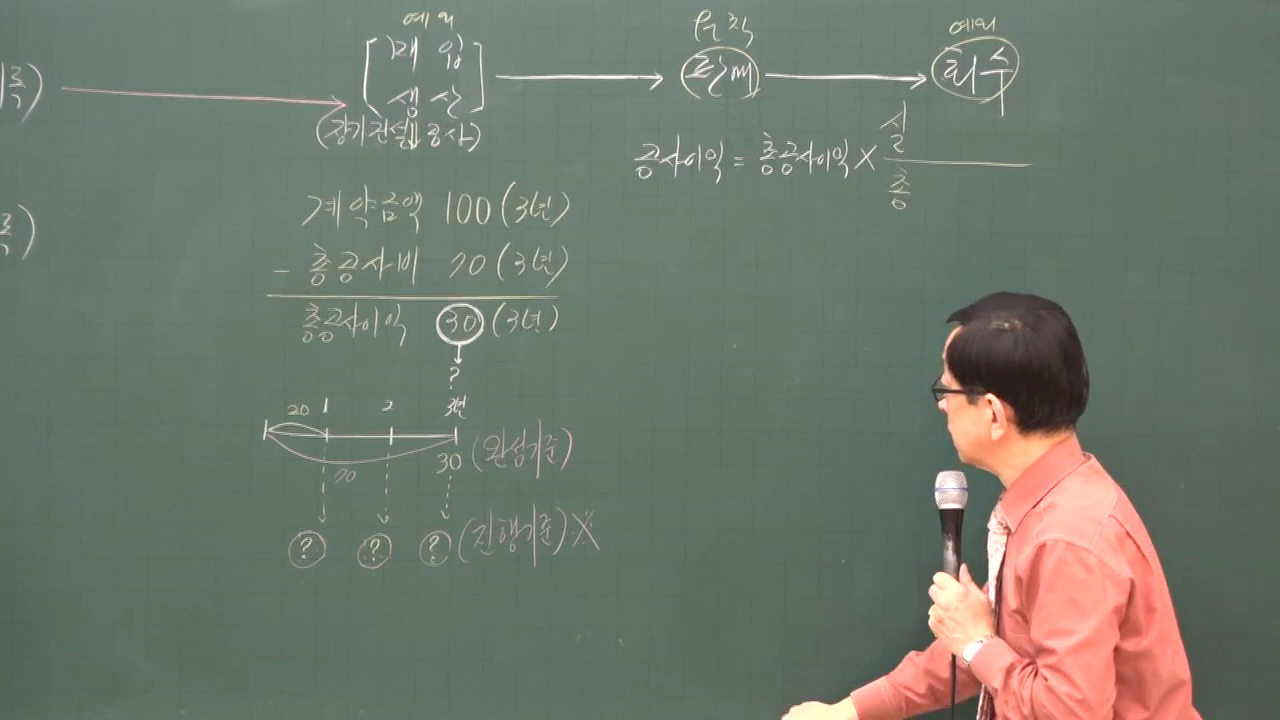 예외
매입
생산
(장기건설공사)
원칙
판매
예외
회수
공사이익 = 총공사이익 × 실
총
계약금액 100 (3년)
- 총공사비 70 (3년)
총공사이익 30 (3년)
?
20 1 2 3년
70
30 (완성기준)
? ? ? (진행기준) X